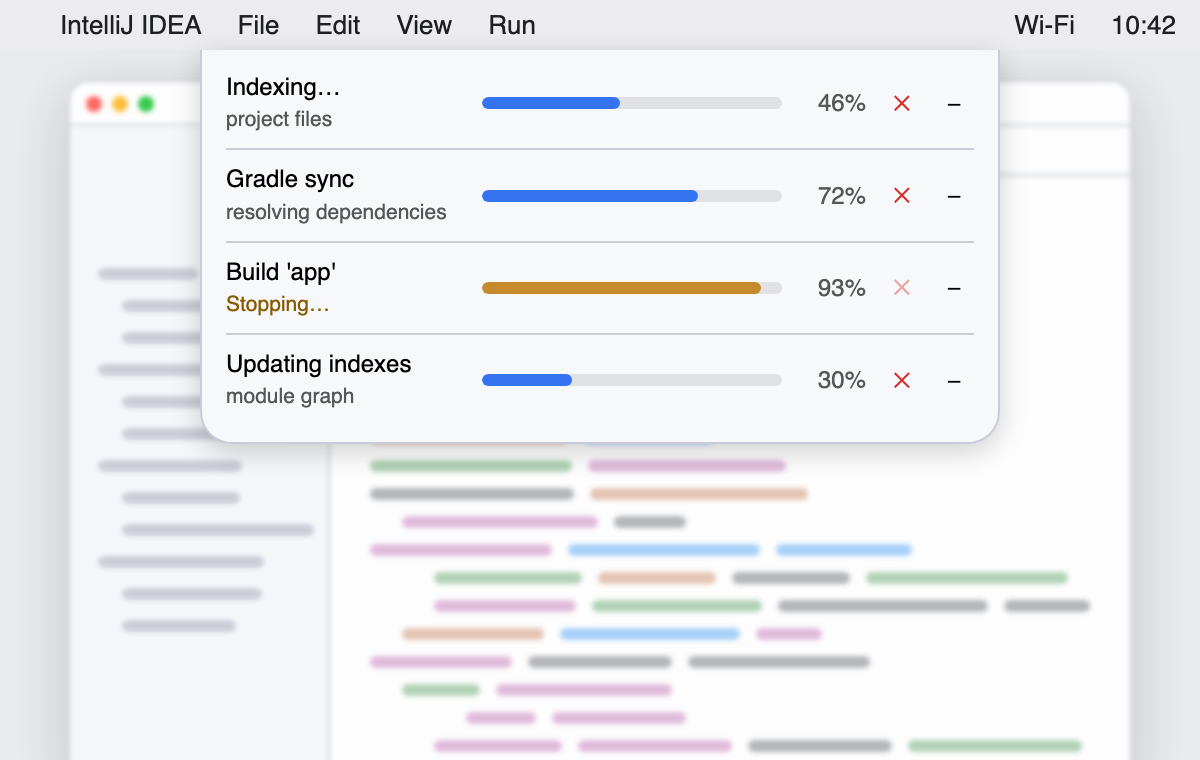 IntelliJ IDEA File Edit View Run Wi-Fi 10:42
Indexing… 46%
project files
Gradle sync 72%
resolving dependencies
Build 'app' 93%
Stopping…
Updating indexes 30%
module graph